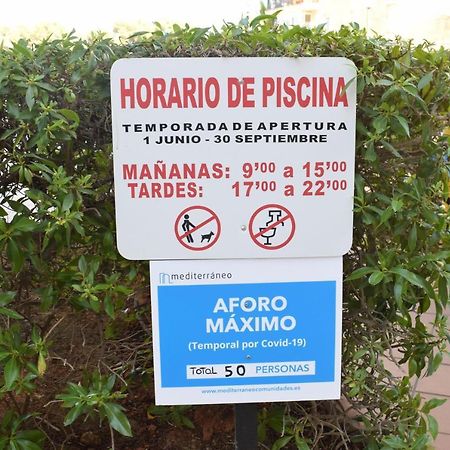 HORARIO DE PISCINA
TEMPORADA DE APERTURA
1 JUNIO - 30 SEPTIEMBRE
MAÑANAS: 9'00 a 15'00
TARDES: 17'00 a 22'00
mediterráneo
AFORO
MÁXIMO
(Temporal por Covid-19)
TOTAL 50 PERSONAS
www.mediterraneocomunidades.es